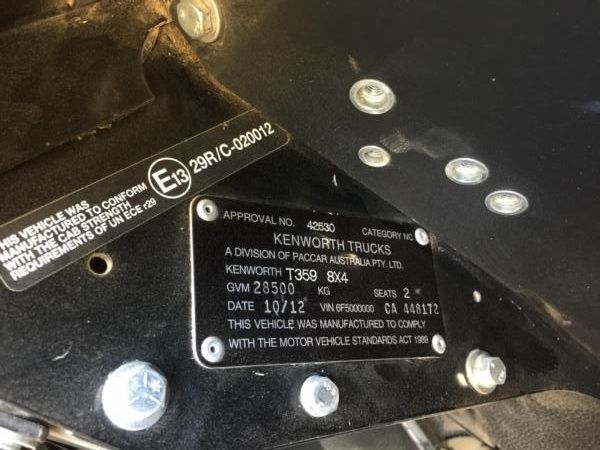 THIS VEHICLE WAS
MANUFACTURED TO CONFORM
WITH THE CAB STRENGTH
REQUIREMENTS OF UN ECE r29
E13 29R/C-020012
APPROVAL NO. 42530 CATEGORY NC
KENWORTH TRUCKS
A DIVISION OF PACCAR AUSTRALIA PTY. LTD.
KENWORTH T359 8X4
GVM 28500 KG SEATS 2
DATE 10/12 VIN 6F5000000 CA 448172
THIS VEHICLE WAS MANUFACTURED TO COMPLY
WITH THE MOTOR VEHICLE STANDARDS ACT 1989